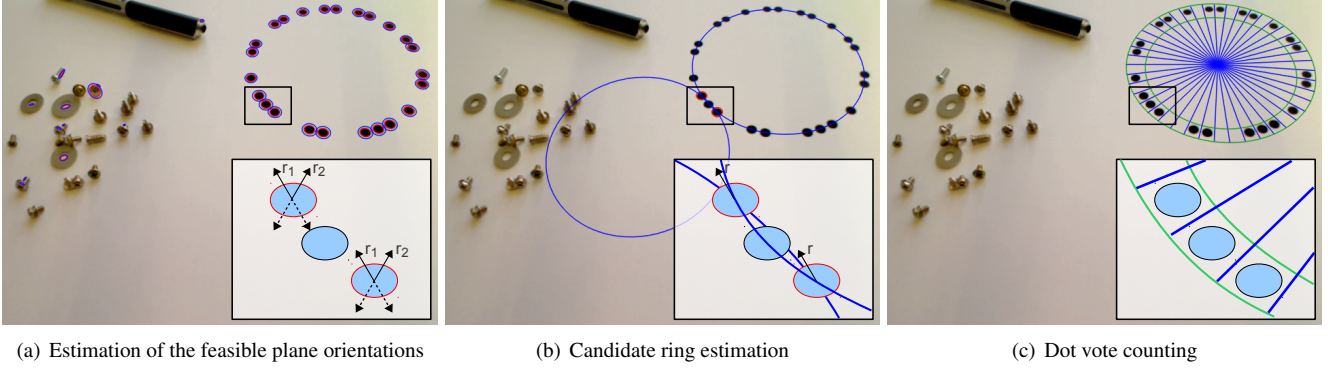 r1 r2
r1 r2
r
r
(a) Estimation of the feasible plane orientations
(b) Candidate ring estimation
(c) Dot vote counting